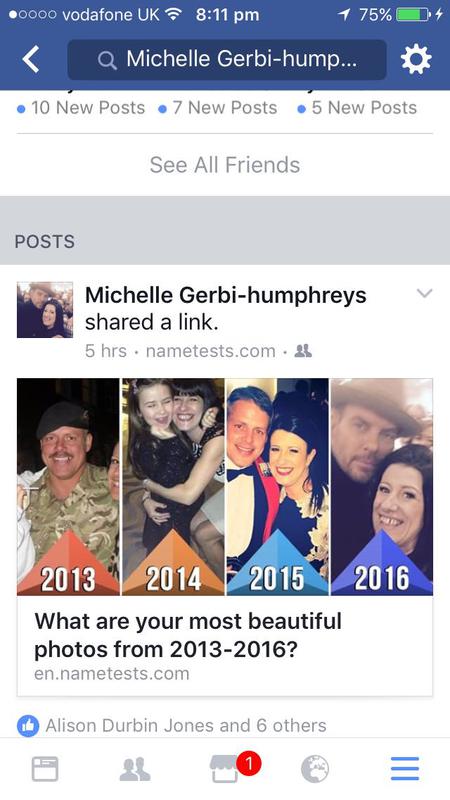 vodafone UK 8:11 pm 75%
Michelle Gerbi-hump...
10 New Posts 7 New Posts 5 New Posts
See All Friends
POSTS
Michelle Gerbi-humphreys
shared a link.
5 hrs · nametests.com ·
2013 2014 2015 2016
What are your most beautiful
photos from 2013-2016?
en.nametests.com
Alison Durbin Jones and 6 others
1